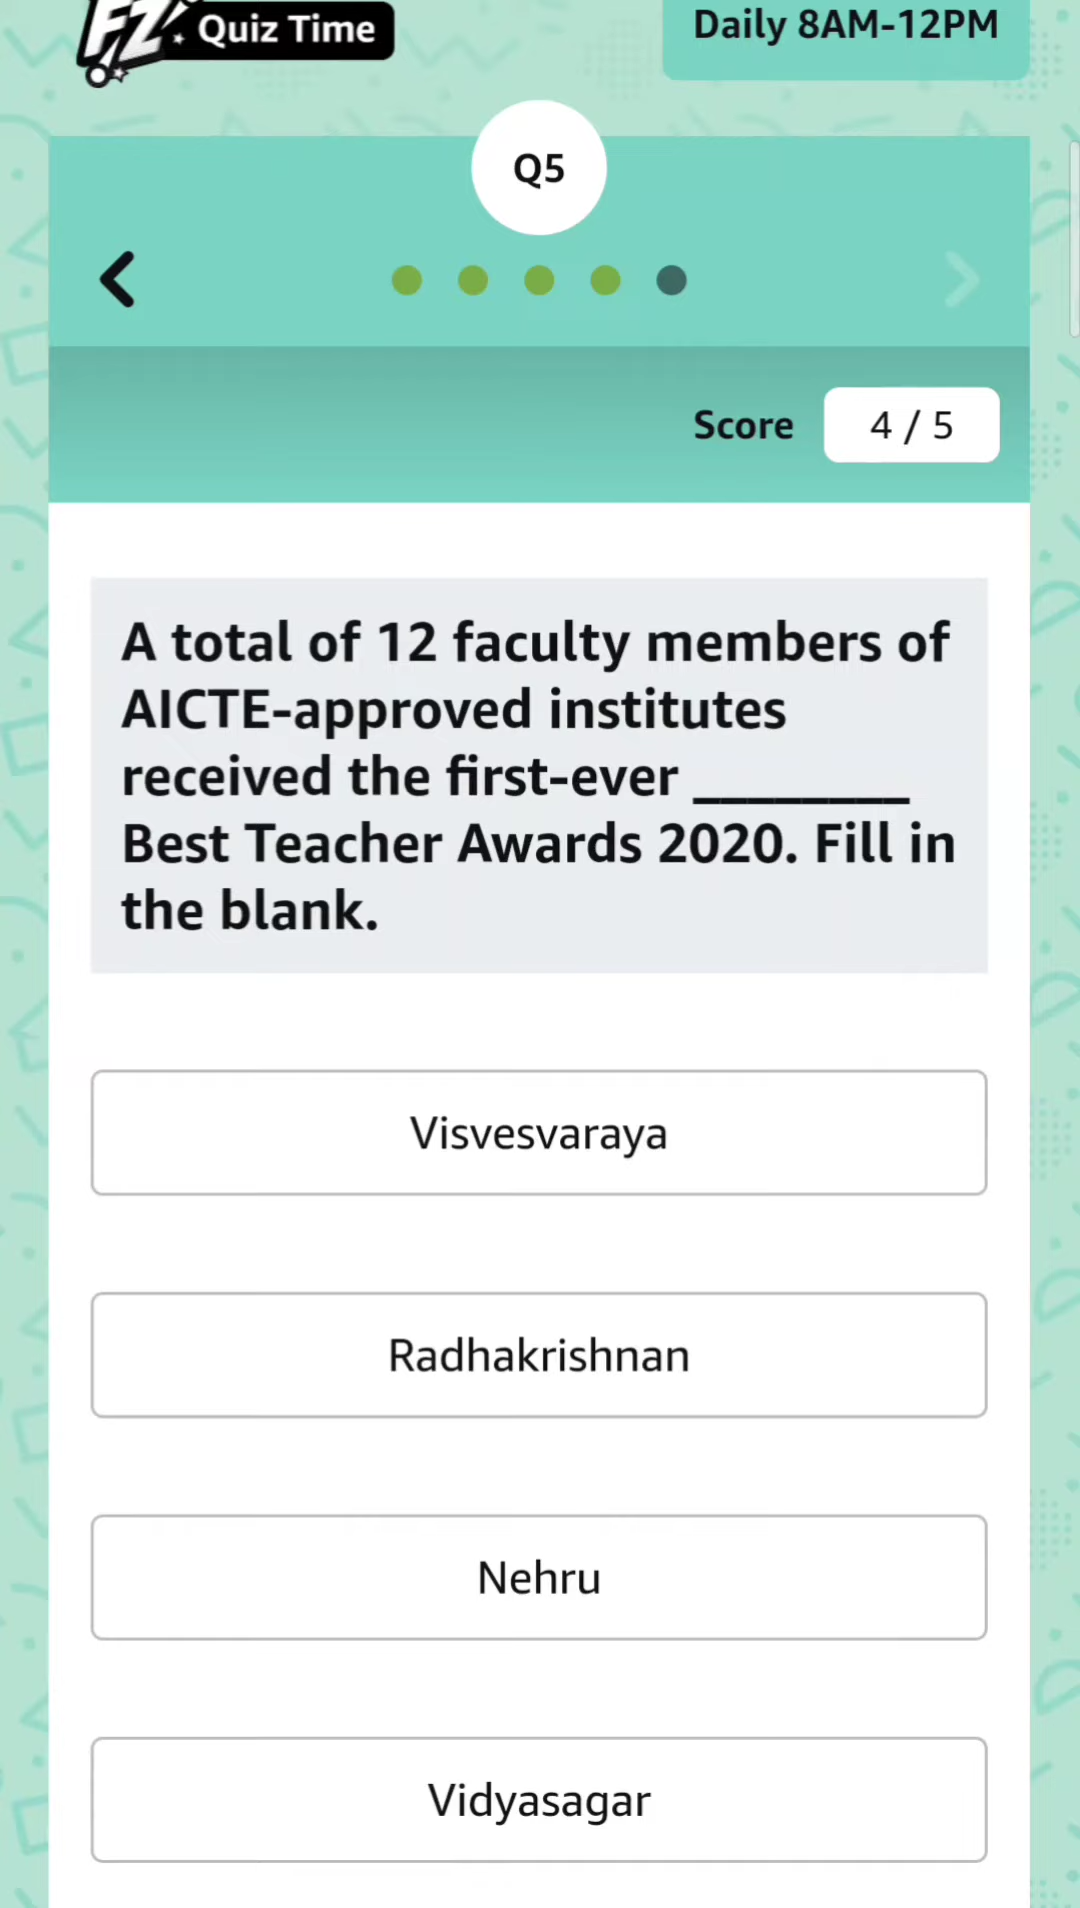 FZ Quiz Time
Daily 8AM-12PM
Q5
Score 4 / 5
A total of 12 faculty members of
AICTE-approved institutes
received the first-ever ________
Best Teacher Awards 2020. Fill in
the blank.
Visvesvaraya
Radhakrishnan
Nehru
Vidyasagar